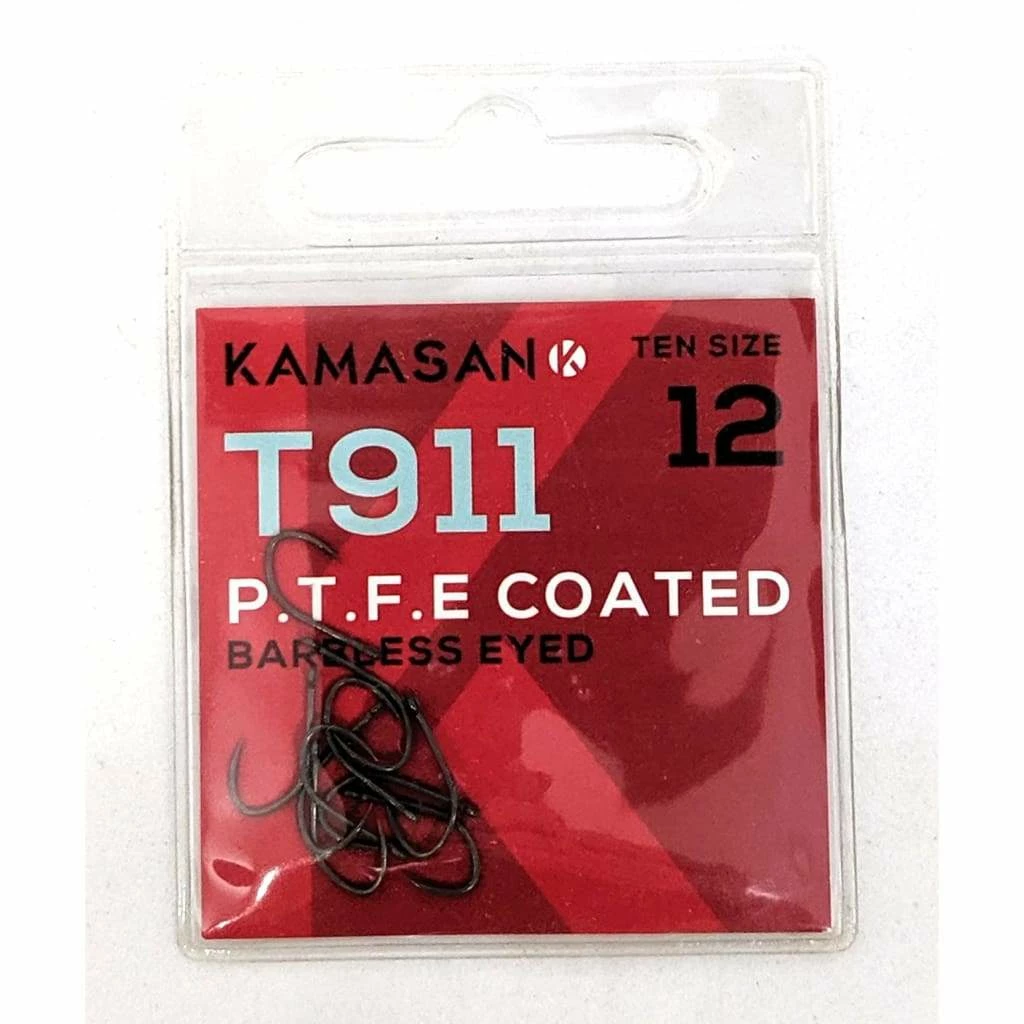 KAMASAN K
TEN SIZE
12
T911
P.T.F.E COATED
BARBLESS EYED